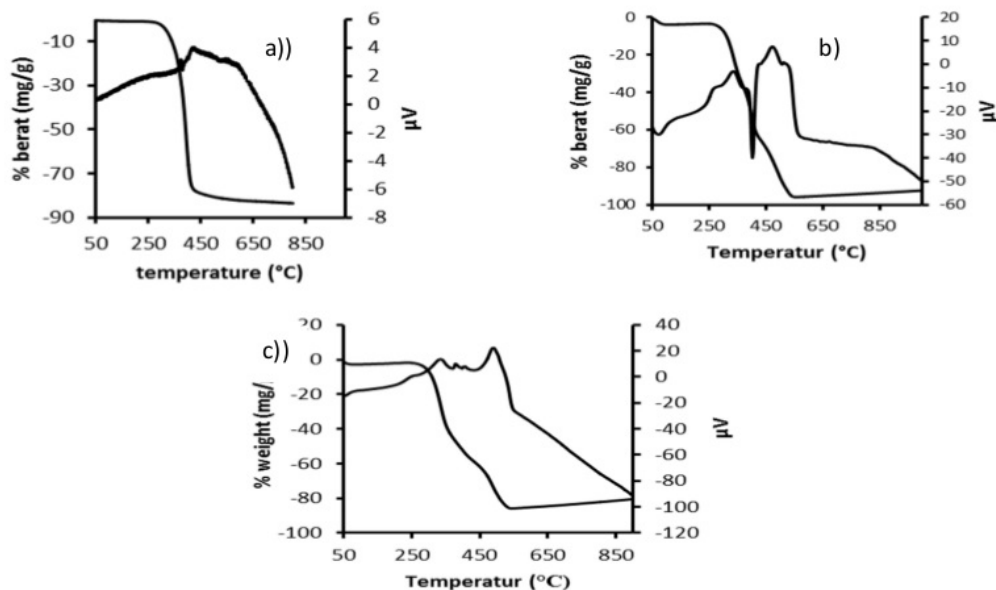 a))
6
4
2
0
-2
-4
-6
-8
-10
-30
-50
-70
-90
50 250 450 650 850
% berat (mg/g)
µV
temperature (°C)
b)
0
-20
-40
-60
-80
-100
20
10
0
-10
-20
-30
-40
-50
-60
50 250 450 650 850
% berat (mg/g)
µV
Temperatur (°C)
c))
20
0
-20
-40
-60
-80
-100
40
20
0
-20
-40
-60
-80
-100
-120
50 250 450 650 850
% weight (mg/
µV
Temperatur (°C)